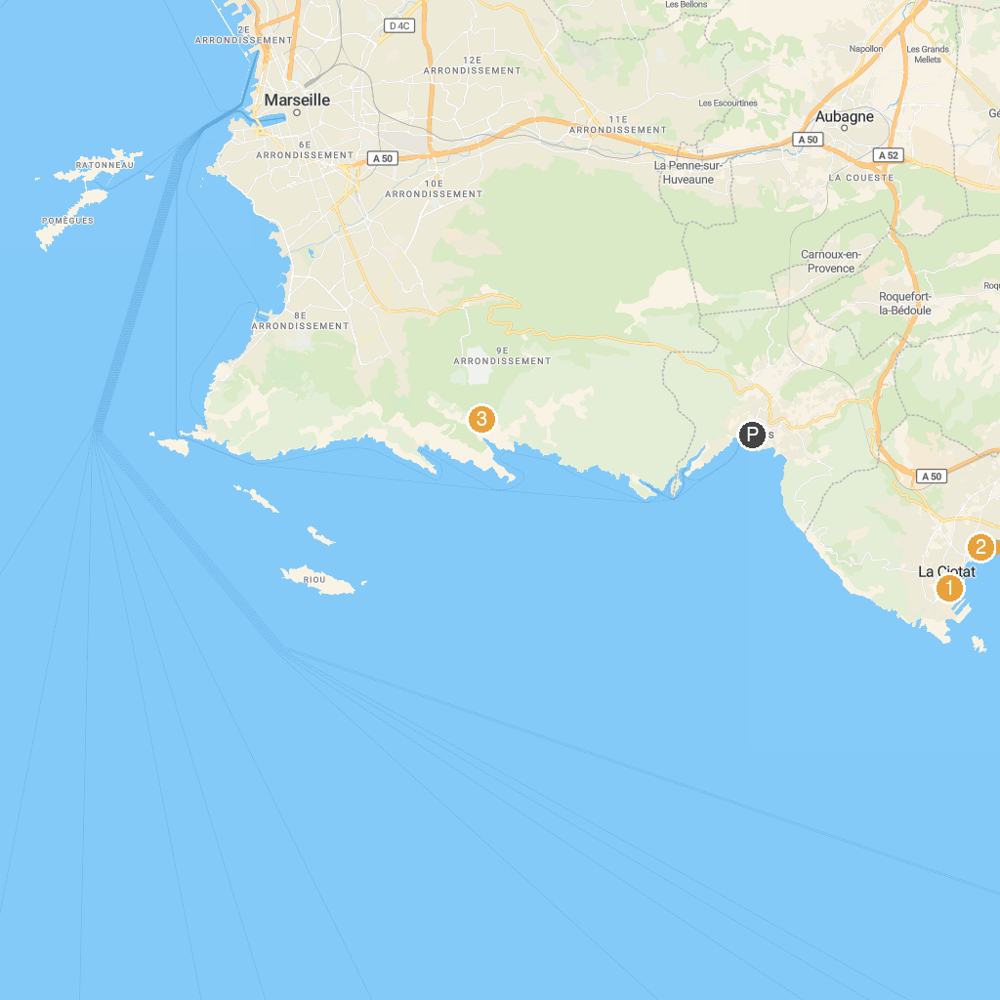 Les Bellons
2E
ARRONDISSEMENT
D 4C
Napollon
Les Grands
Mellets
12E
ARRONDISSEMENT
Marseille
Les Escourtines
Aubagne
11E
ARRONDISSEMENT
A 50
6E
ARRONDISSEMENT
A 50
A 52
RATONNEAU
La Penne-sur-
Huveaune
LA COUESTE
10E
ARRONDISSEMENT
POMÈGUES
Carnoux-en-
Provence
Roquefort-
la-Bédoule
8E
ARRONDISSEMENT
9E
ARRONDISSEMENT
3
P
S
A 50
2
La Ciotat
RIOU
1